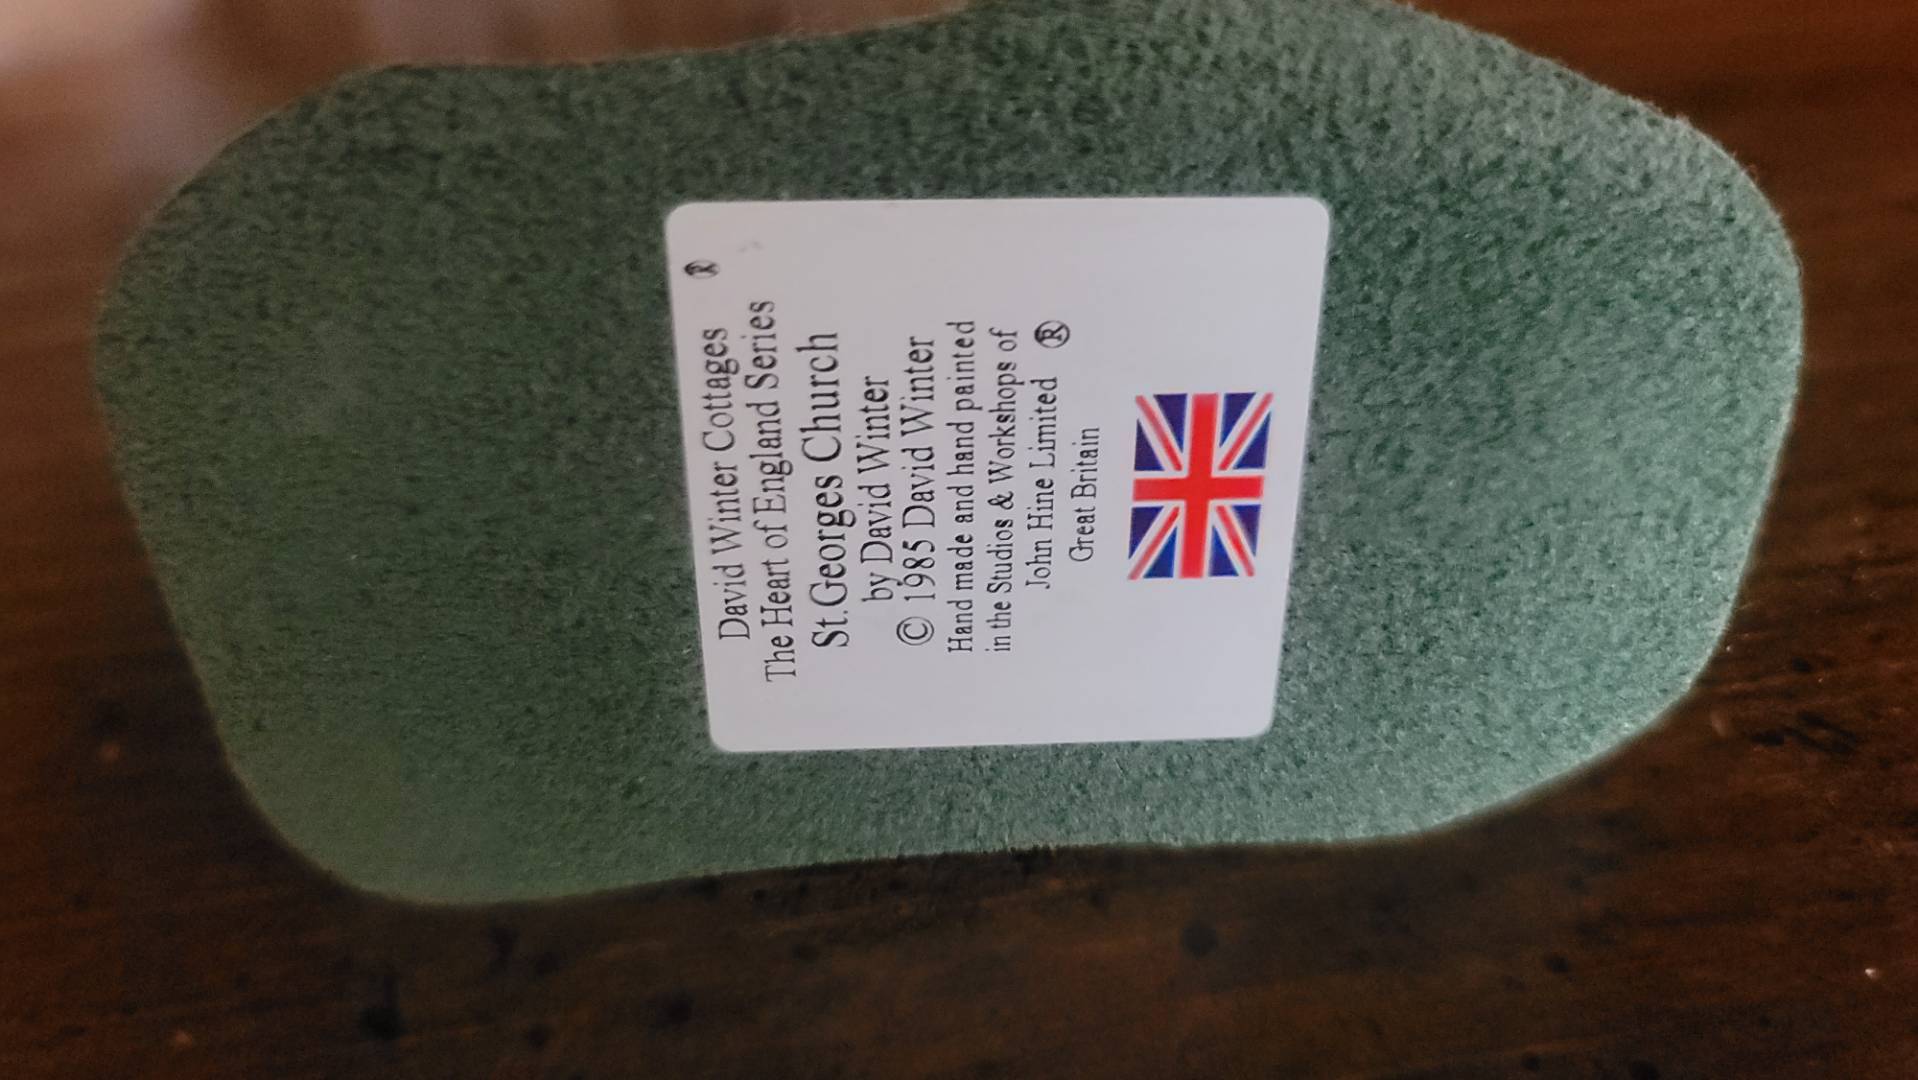 David Winter Cottages ®
The Heart of England Series
St. Georges Church
by David Winter
© 1985 David Winter
Hand made and hand painted
in the Studios & Workshops of
John Hine Limited ®
Great Britain